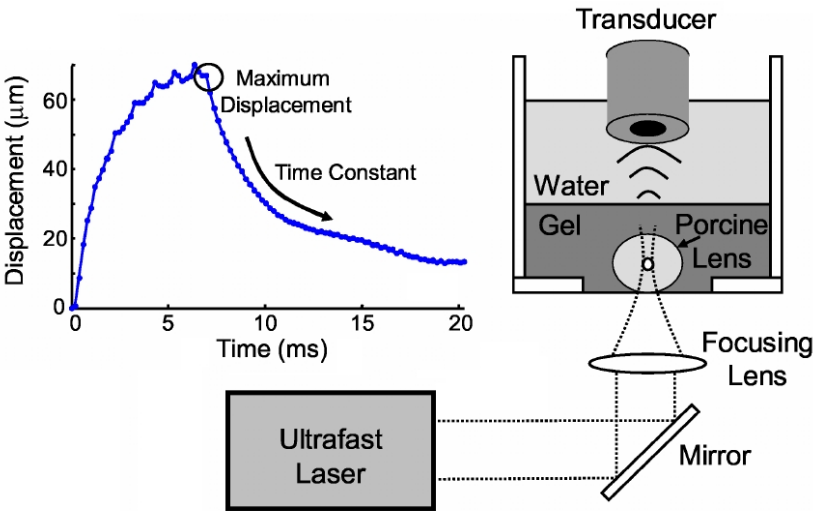 Displacement (μm)
60
40
20
0
0
5
10
15
20
Time (ms)
Maximum
Displacement
Time Constant
Transducer
Water
Gel
Porcine
Lens
Focusing
Lens
Mirror
Ultrafast
Laser